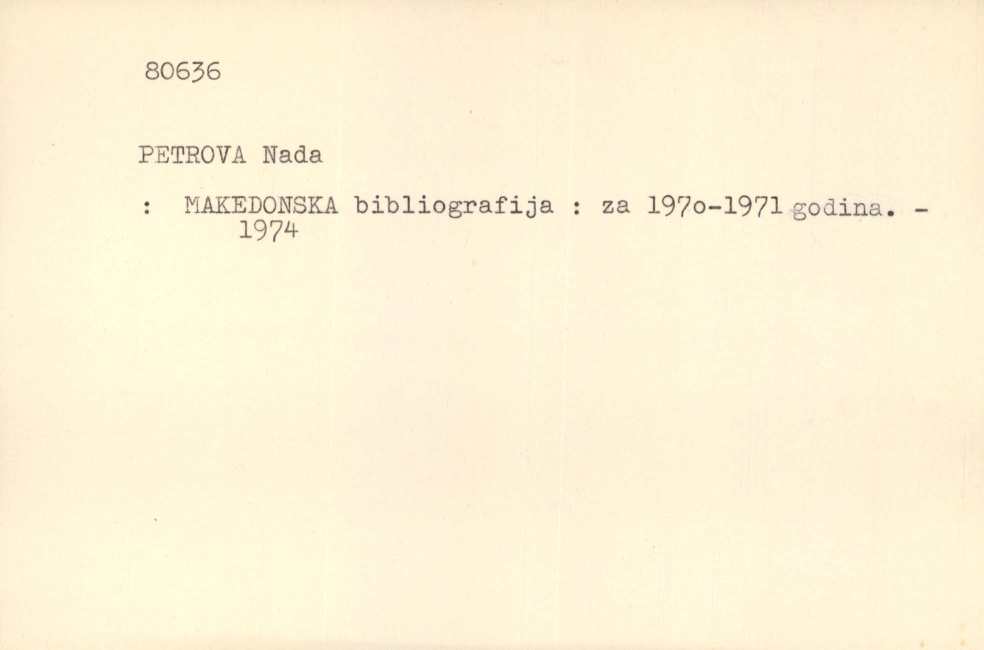 80636
PETROVA Nada
: MAKEDONSKA bibliografija : za 197o-1971 godina. -
1974